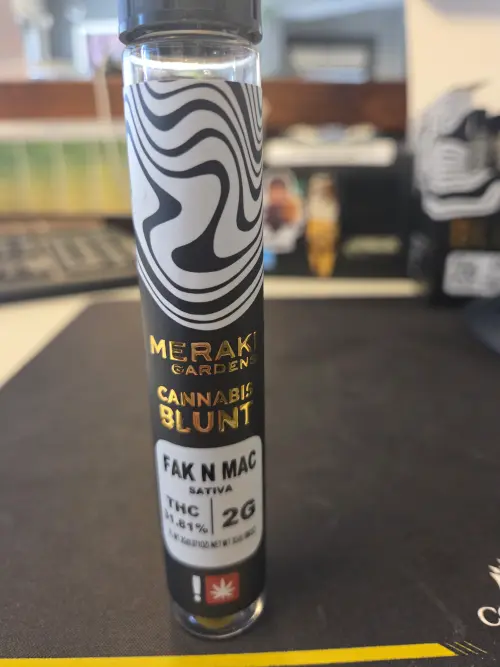 MERAKI
GARDENS
CANNABIS
BLUNT
FAK N MAC
SATIVA
THC
2G
!